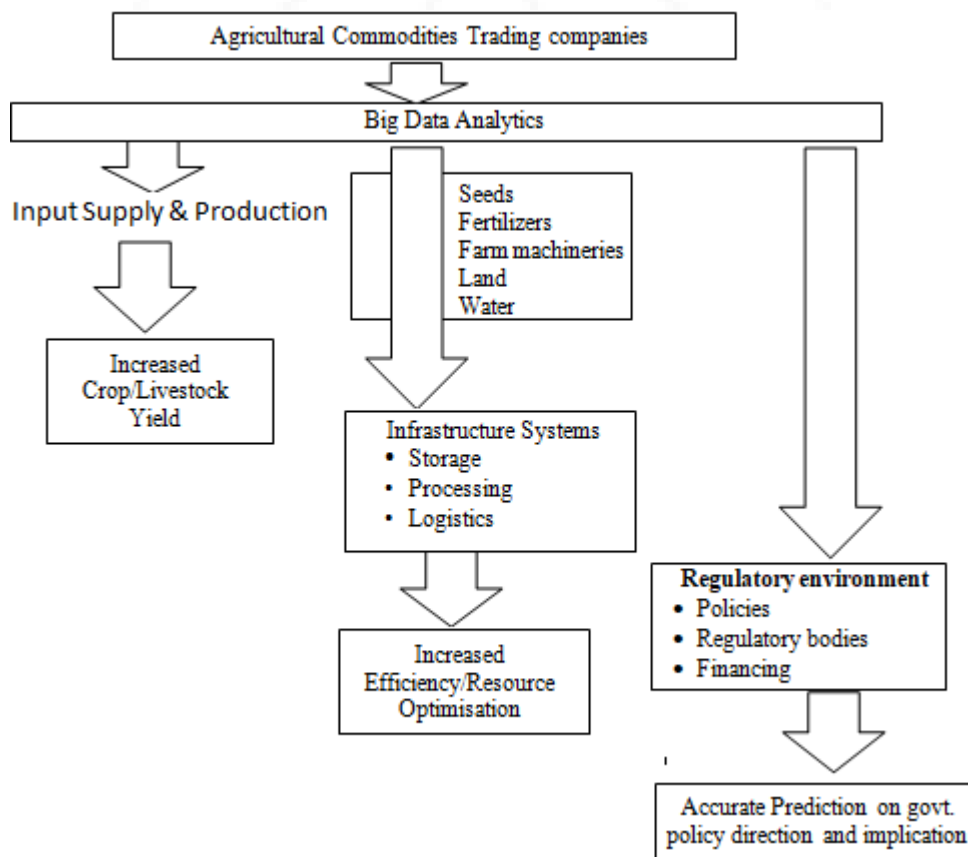 Agricultural Commodities Trading companies
Big Data Analytics
Input Supply & Production
Seeds
Fertilizers
Farm machineries
Land
Water
Increased
Crop/Livestock
Yield
Infrastructure Systems
• Storage
• Processing
• Logistics
Increased
Efficiency/Resource
Optimisation
Regulatory environment
• Policies
• Regulatory bodies
• Financing
Accurate Prediction on govt.
policy direction and implication